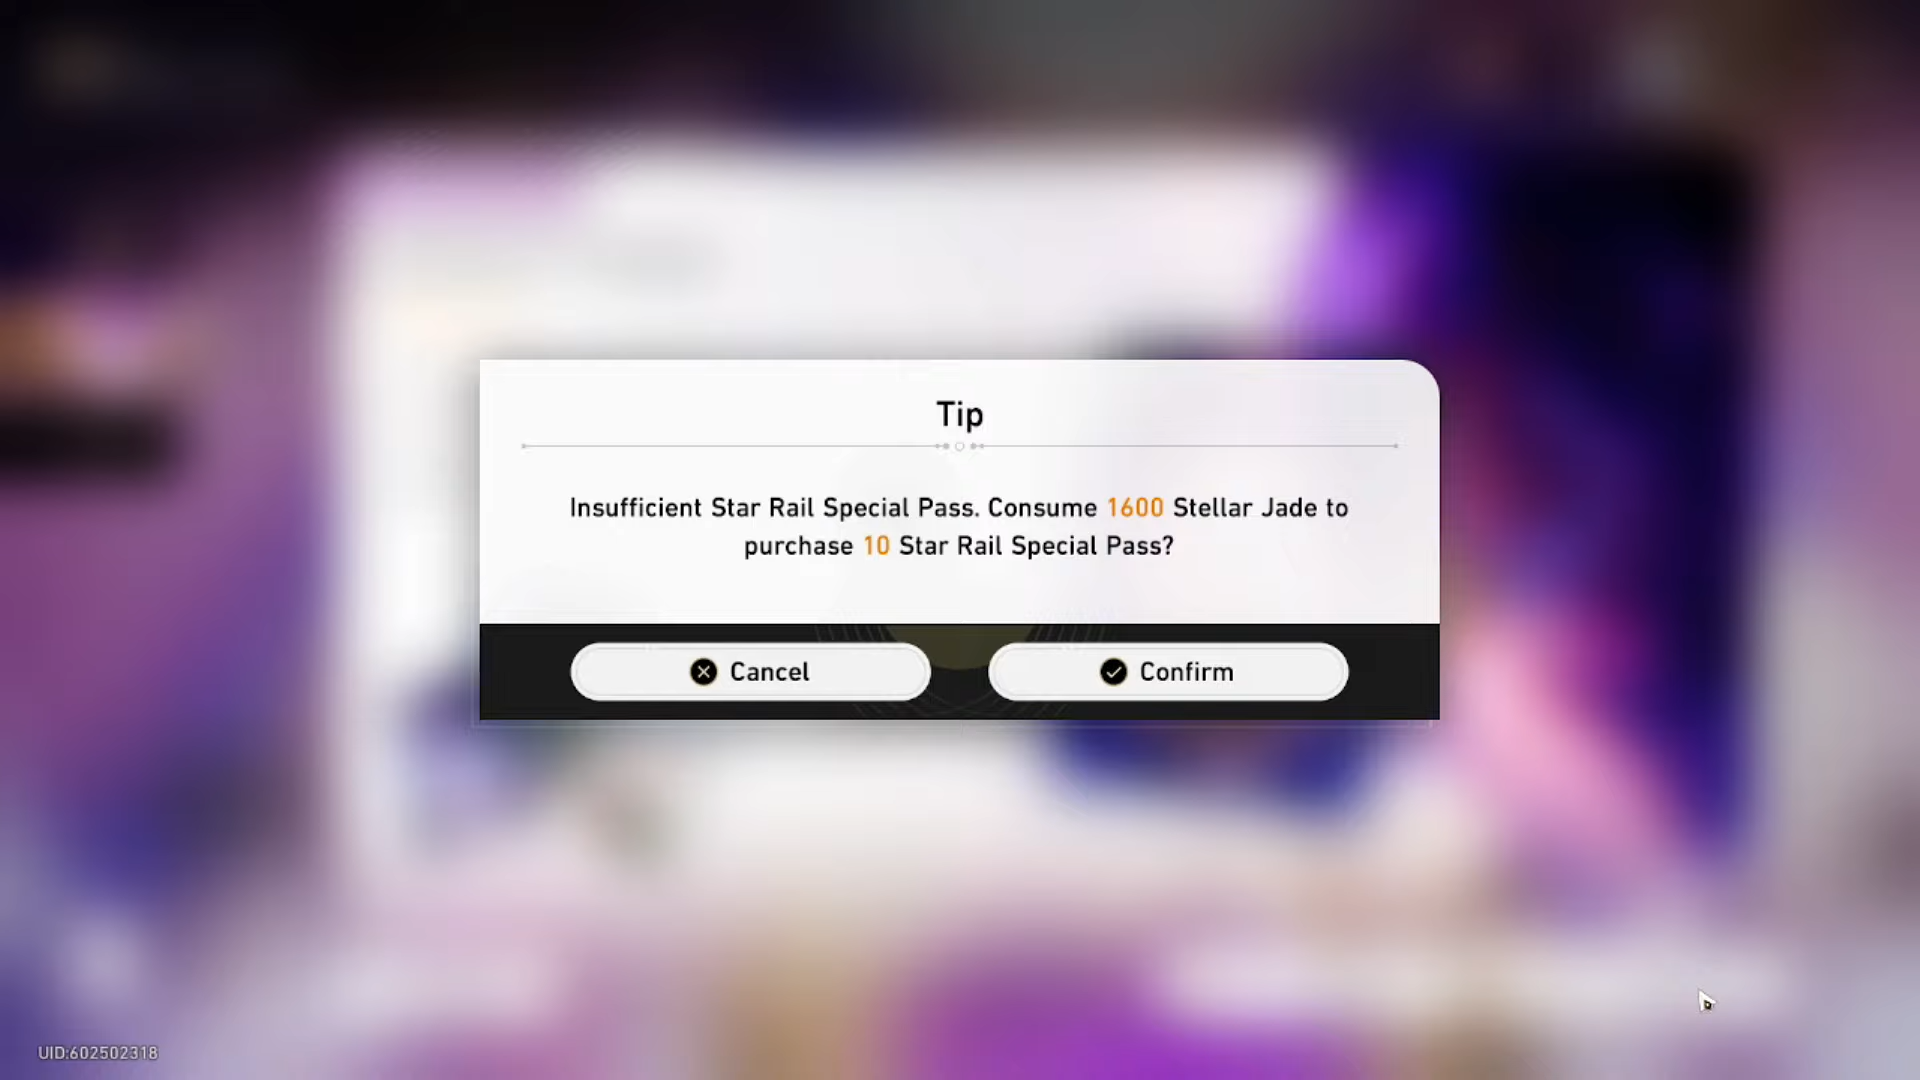 Tip
Insufficient Star Rail Special Pass. Consume 1600 Stellar Jade to
purchase 10 Star Rail Special Pass?
Cancel
Confirm
UID:602502318